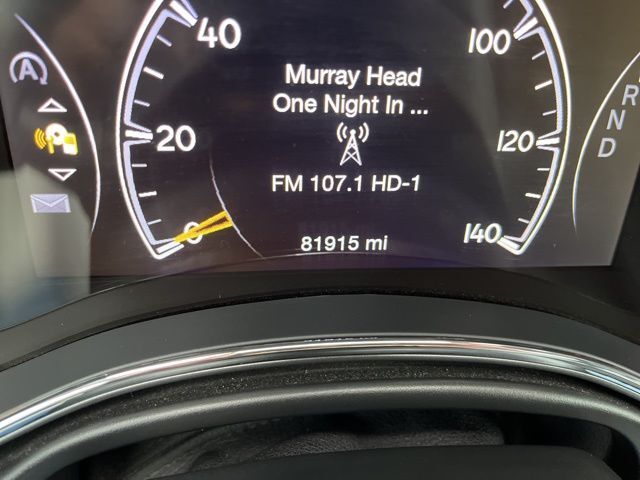 40
100
Murray Head
One Night In ...
A
20
120
R
N
D
FM 107.1 HD-1
0
140
81915 mi